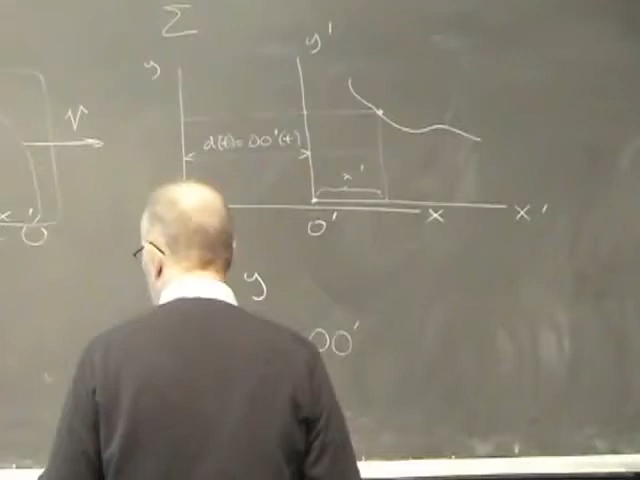 Σ
y
y'
V
d(t)=OO'(t)
x'
x'
O
O'
x
x'
y
OO'